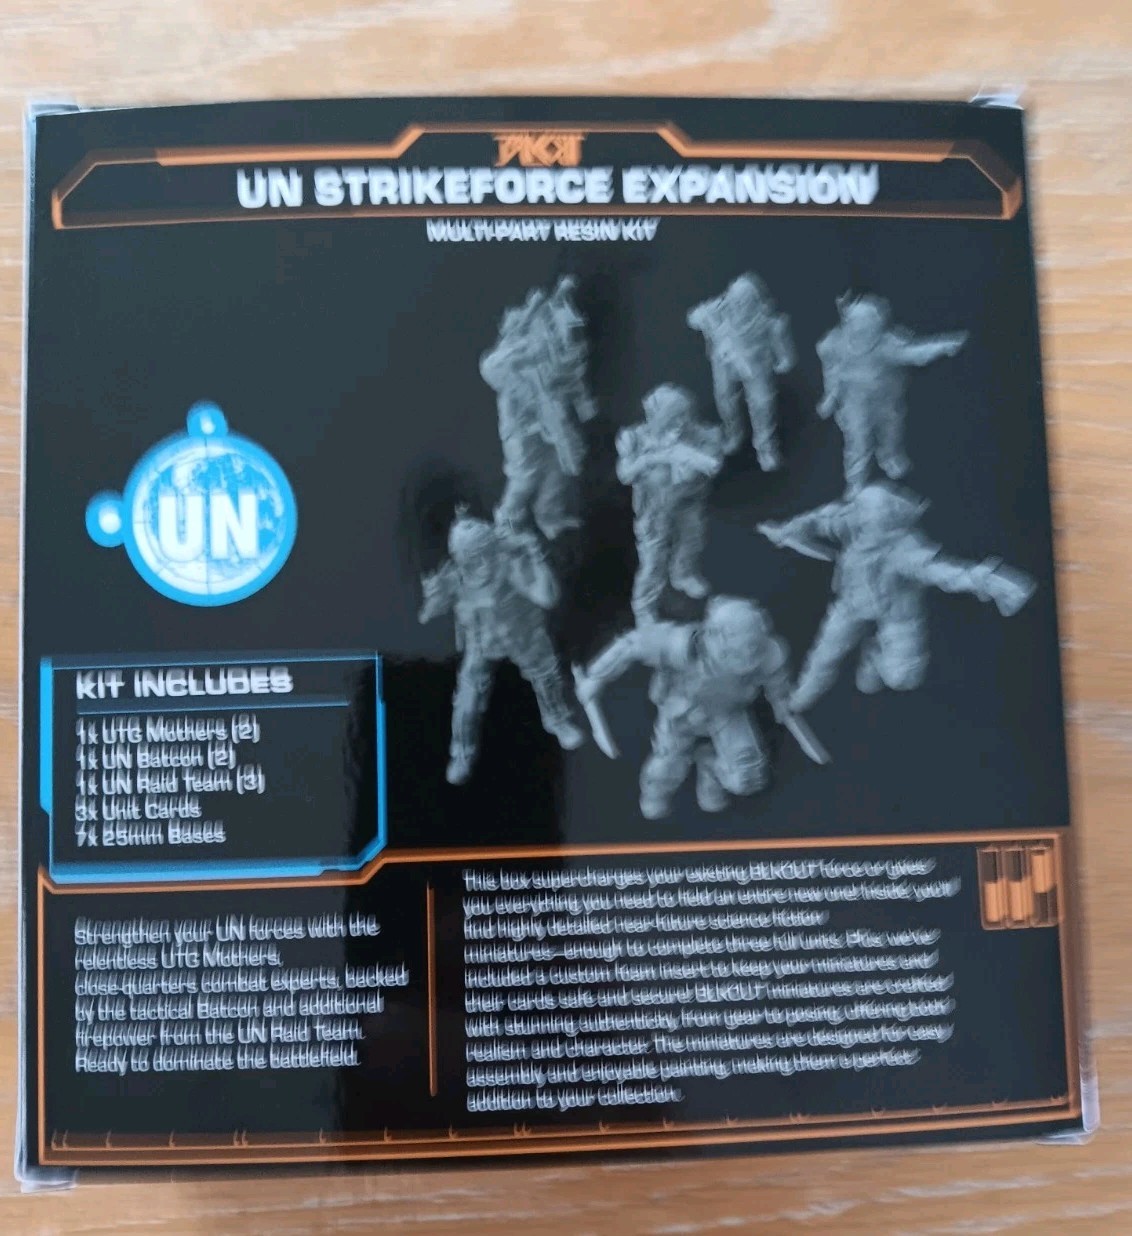 UN STRIKEFORCE EXPANSION
MULTI-PART RESIN KIT
UN
KIT INCLUDES
1x UTG Mothers (2)
1x UN Batcon (2)
1x UN Raid Team (3)
3x Unit Cards
7x 25mm Bases
Strengthen your UN forces with the
relentless UTG Mothers,
close-quarters combat experts, backed
by the tactical Batcon and additional
firepower from the UN Raid Team.
Ready to dominate the battlefield.
This box supercharges your existing BLKOUT force or gives
you everything you need to field an entire new one! Inside, you'll
find highly detailed near-future science fiction
miniatures—enough to complete three full units. Plus, we've
included a custom foam insert to keep your miniatures and
their cards safe and secure! BLKOUT miniatures are crafted
with stunning authenticity, from gear to posing, offering both
realism and character. The miniatures are designed for easy
assembly and enjoyable painting, making them a perfect
addition to your collection.